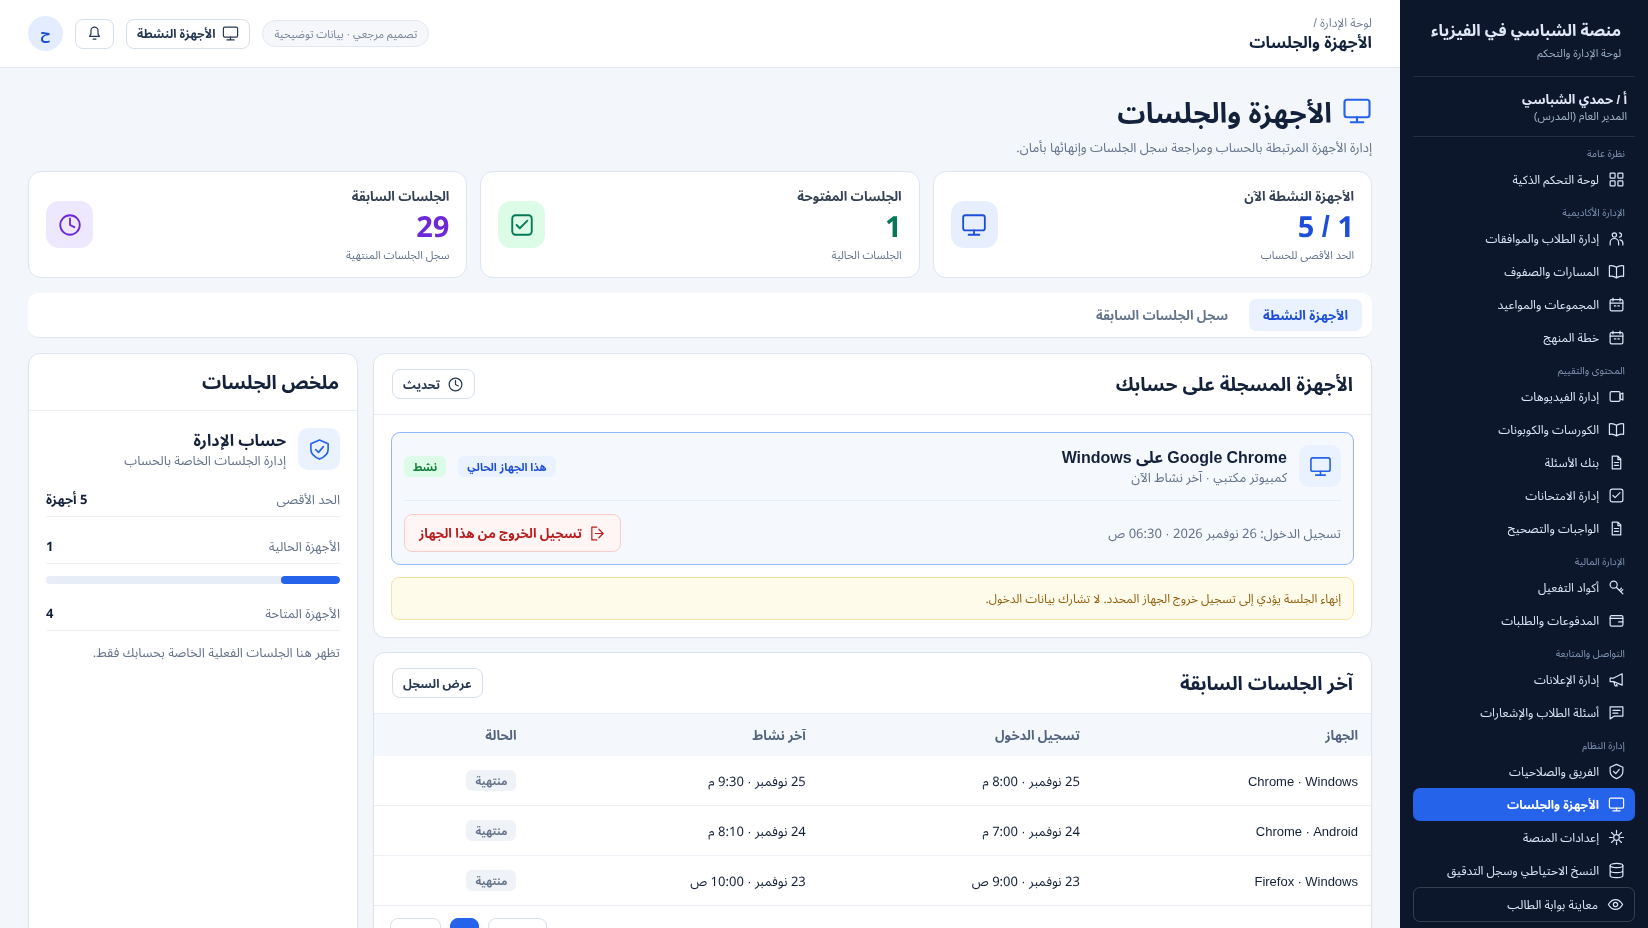 منصة الشباسي في الفيزياء
لوحة الإدارة والتحكم
أ / حمدي الشباسي
المدير العام (المدرس)
نظرة عامة
لوحة التحكم الذكية
الإدارة الأكاديمية
إدارة الطلاب والموافقات
المسارات والصفوف
المجموعات والمواعيد
خطة المنهج
المحتوى والتقييم
إدارة الفيديوهات
الكورسات والكوبونات
بنك الأسئلة
إدارة الامتحانات
الواجبات والتصحيح
الإدارة المالية
أكواد التفعيل
المدفوعات والطلبات
التواصل والمتابعة
إدارة الإعلانات
أسئلة الطلاب والإشعارات
إدارة النظام
الفريق والصلاحيات
الأجهزة والجلسات
إعدادات المنصة
النسخ الاحتياطي وسجل التدقيق
معاينة بوابة الطالب
لوحة الإدارة /
الأجهزة والجلسات
تصميم مرجعي · بيانات توضيحية
الأجهزة النشطة
ح
الأجهزة والجلسات
إدارة الأجهزة المرتبطة بالحساب ومراجعة سجل الجلسات وإنهائها بأمان.
الأجهزة النشطة الآن
1 / 5
الحد الأقصى للحساب
الجلسات المفتوحة
1
الجلسات الحالية
الجلسات السابقة
29
سجل الجلسات المنتهية
الأجهزة النشطة
سجل الجلسات السابقة
الأجهزة المسجلة على حسابك
تحديث
Google Chrome على Windows
كمبيوتر مكتبي · آخر نشاط الآن
هذا الجهاز الحالي
نشط
تسجيل الدخول: 26 نوفمبر 2026 · 06:30 ص
تسجيل الخروج من هذا الجهاز
إنهاء الجلسة يؤدي إلى تسجيل خروج الجهاز المحدد. لا تشارك بيانات الدخول.
آخر الجلسات السابقة
عرض السجل
الجهاز تسجيل الدخول آخر نشاط الحالة
Chrome · Windows 25 نوفمبر · 8:00 م 25 نوفمبر · 9:30 م منتهية
Chrome · Android 24 نوفمبر · 7:00 م 24 نوفمبر · 8:10 م منتهية
Firefox · Windows 23 نوفمبر · 9:00 ص 23 نوفمبر · 10:00 ص منتهية
ملخص الجلسات
حساب الإدارة
إدارة الجلسات الخاصة بالحساب
الحد الأقصى 5 أجهزة
الأجهزة الحالية 1
الأجهزة المتاحة 4
تظهر هنا الجلسات الفعلية الخاصة بحسابك فقط.